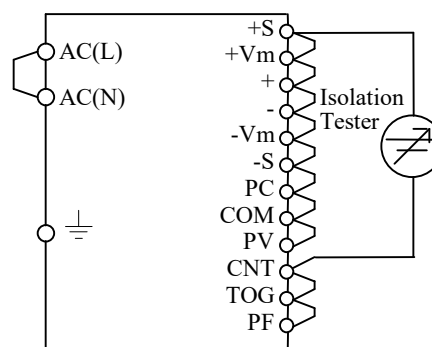 AC(L)
AC(N)
+S
+Vm
+
-
-Vm
-S
PC
COM
PV
CNT
TOG
PF
Isolation
Tester